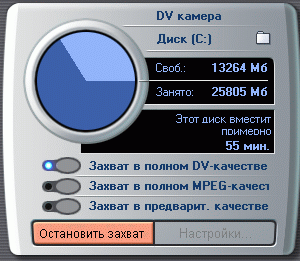 DV камера
Диск (C:)
Своб.: 13264 Мб
Занято: 25805 Мб
Этот диск вместит
примерно
55 мин.
Захват в полном DV-качестве
Захват в полном MPEG-качест
Захват в предварит. качестве
Остановить захват Настройки...